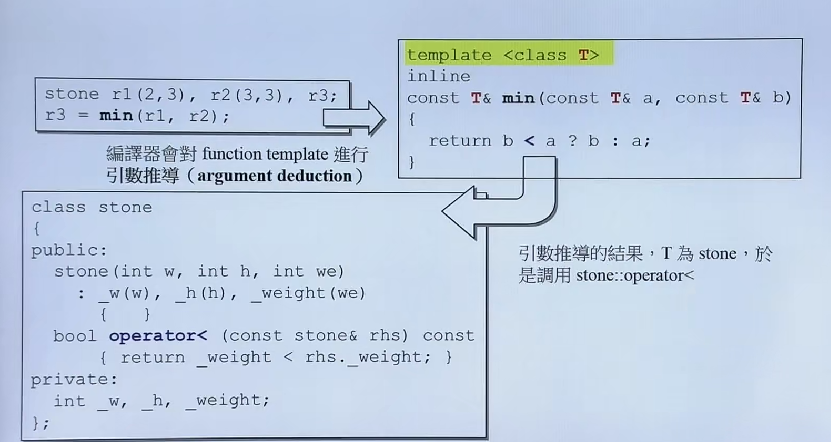 stone r1(2,3), r2(3,3), r3;
r3 = min(r1, r2);
編譯器會對 function template 進行
引數推導（argument deduction）
template <class T>
inline
const T& min(const T& a, const T& b)
{
return b < a ? b : a;
}
引數推導的結果，T 為 stone，於
是調用 stone::operator<
class stone
{
public:
stone(int w, int h, int we)
: _w(w), _h(h), _weight(we)
{ }
bool operator< (const stone& rhs) const
{ return _weight < rhs._weight; }
private:
int _w, _h, _weight;
};